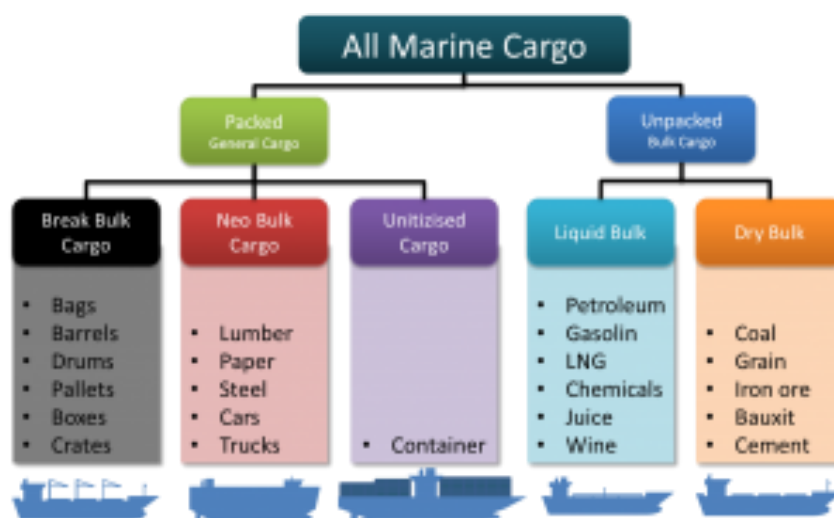 All Marine Cargo
Packed
General Cargo
Unpacked
Bulk Cargo
Break Bulk
Cargo
Neo Bulk
Cargo
Unitizised
Cargo
Liquid Bulk
Dry Bulk
• Bags
• Barrels
• Drums
• Pallets
• Boxes
• Crates
• Lumber
• Paper
• Steel
• Cars
• Trucks
• Container
• Petroleum
• Gasolin
• LNG
• Chemicals
• Juice
• Wine
• Coal
• Grain
• Iron ore
• Bauxit
• Cement